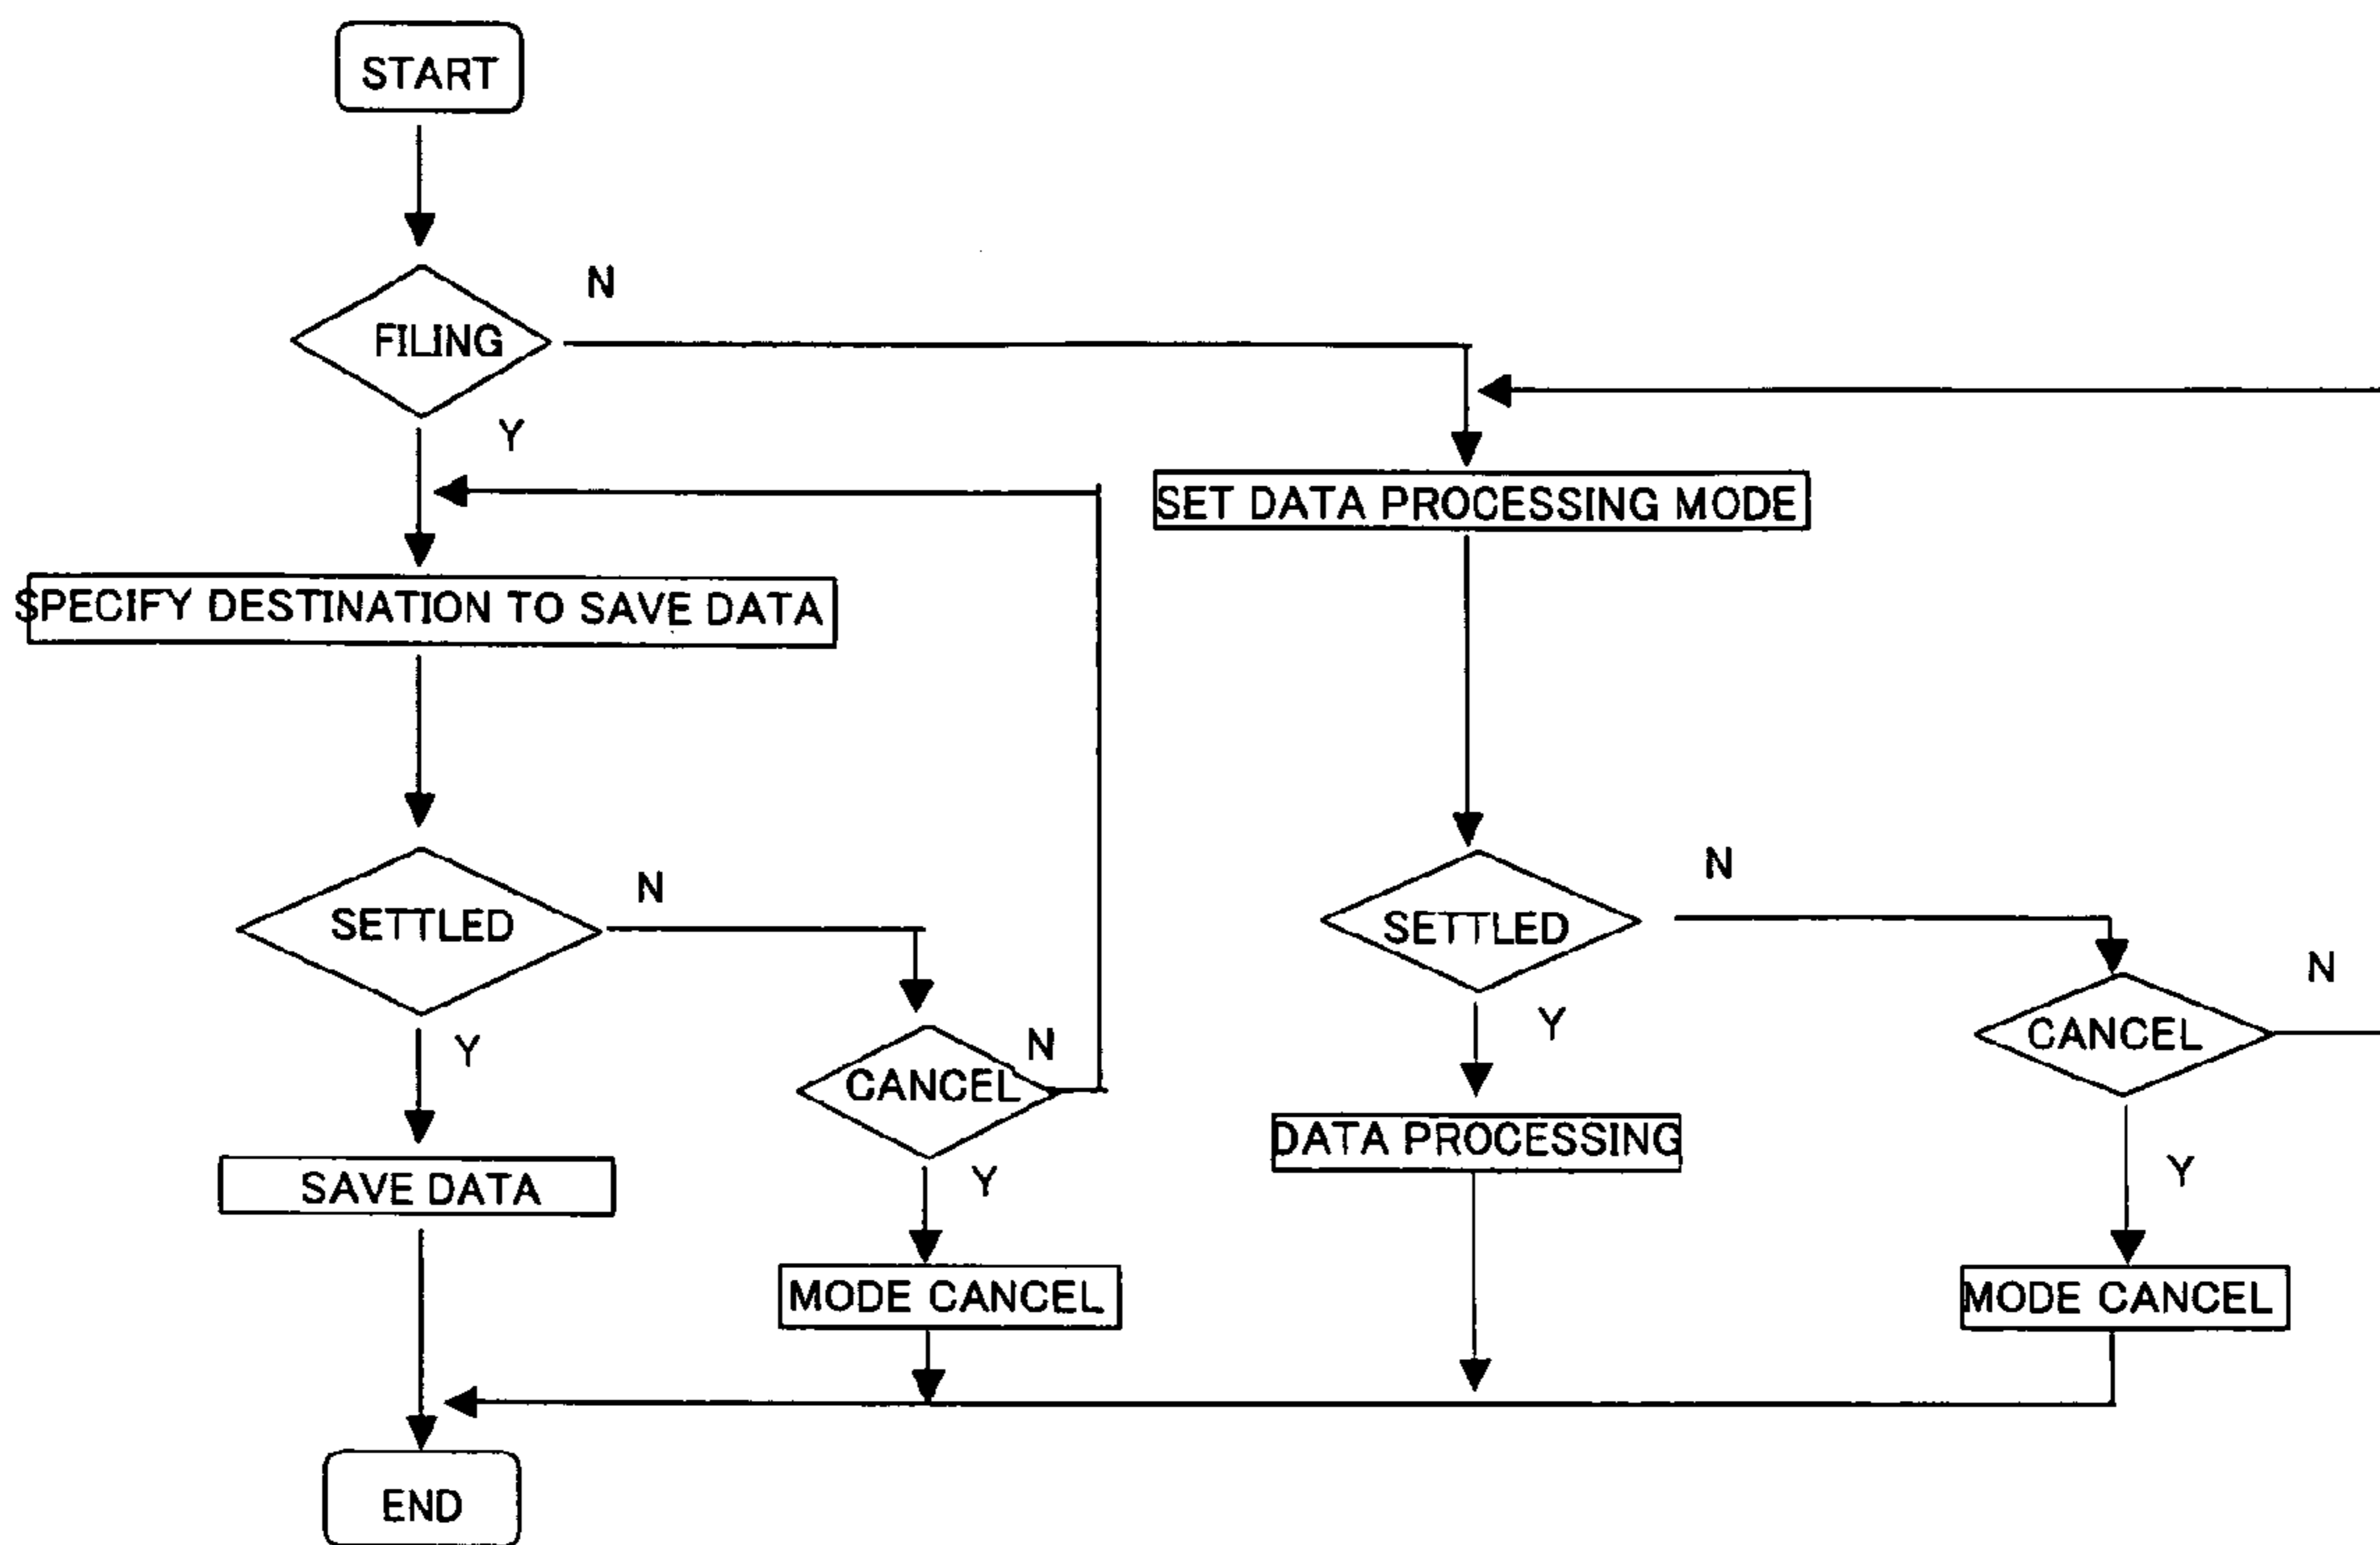 START
FILING
N
Y
SPECIFY DESTINATION TO SAVE DATA
SET DATA PROCESSING MODE
SETTLED
N
Y
CANCEL
N
Y
SAVE DATA
MODE CANCEL
SETTLED
N
Y
CANCEL
N
Y
DATA PROCESSING
MODE CANCEL
END